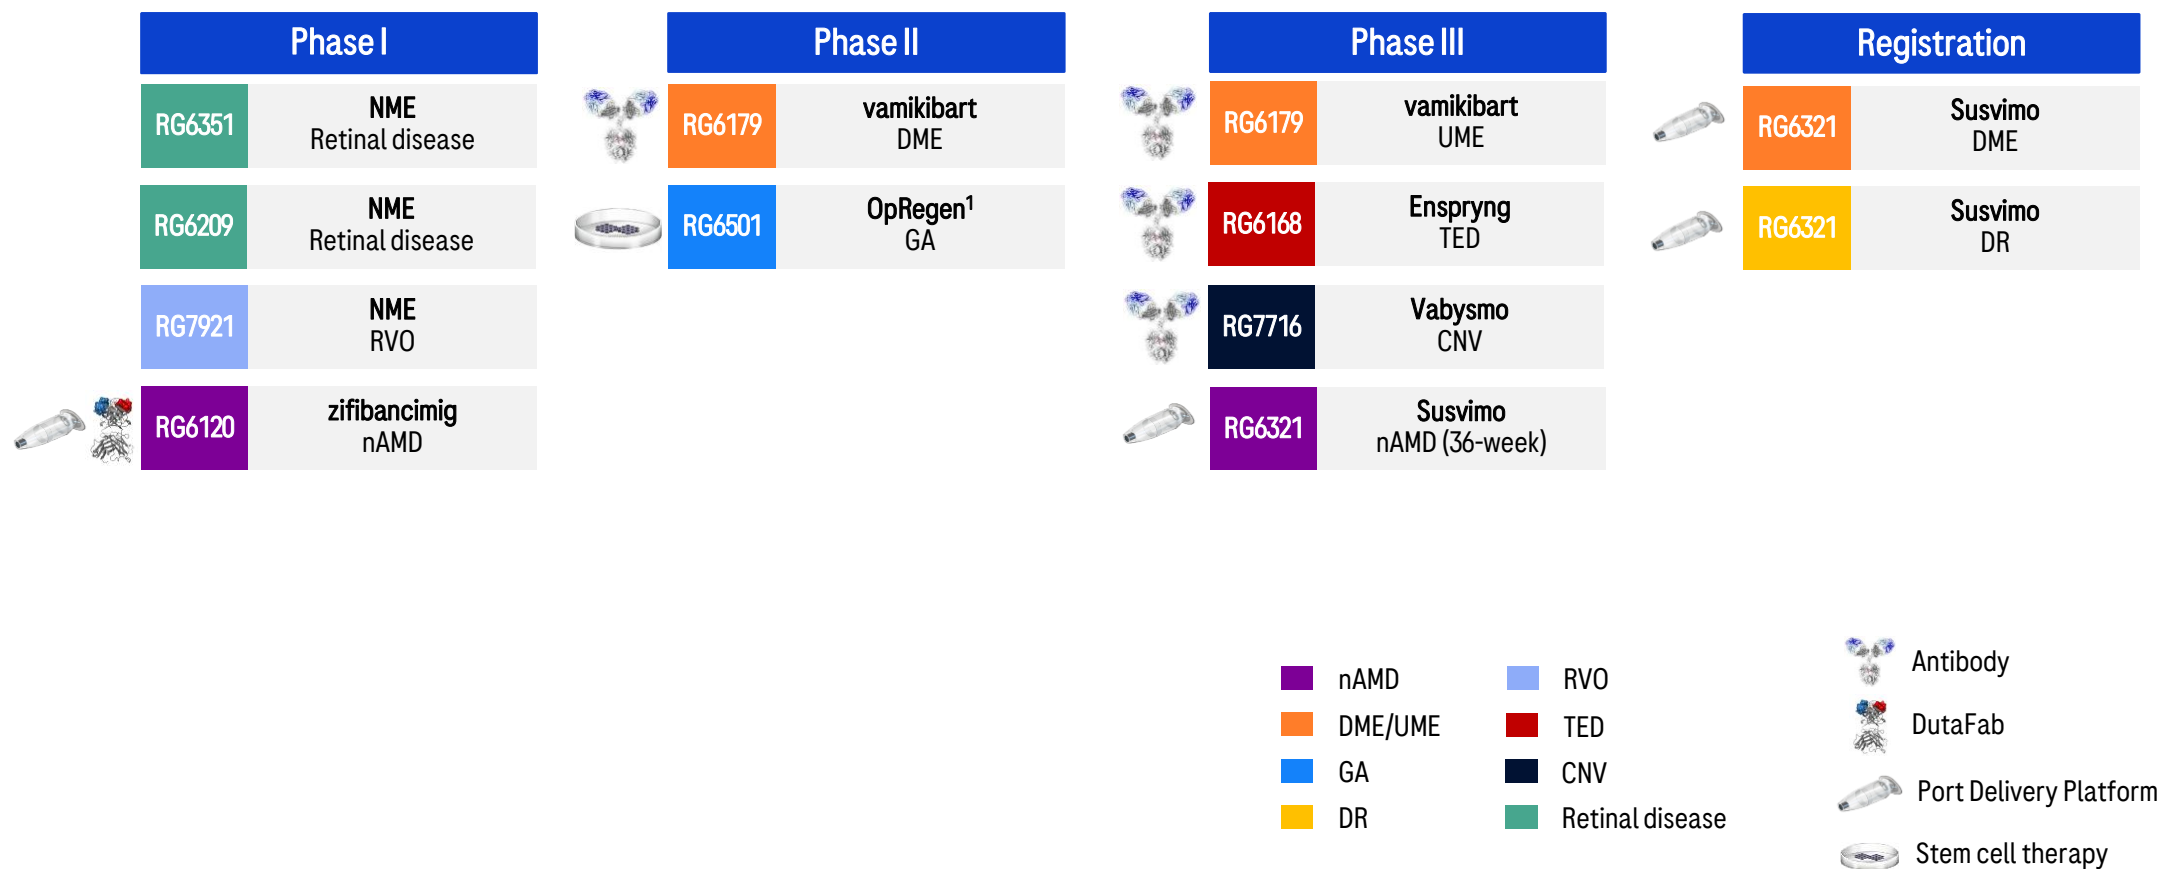 Phase I
RG6351
NME
Retinal disease
RG6209
NME
Retinal disease
RG7921
NME
RVO
RG6120
zifibancimig
nAMD
Phase II
RG6179
vamikibart
DME
RG6501
OpRegen¹
GA
Phase III
RG6179
vamikibart
UME
RG6168
Enspryng
TED
RG7716
Vabysmo
CNV
RG6321
Susvimo
nAMD (36-week)
Registration
RG6321
Susvimo
DME
RG6321
Susvimo
DR
nAMD
DME/UME
GA
DR
RVO
TED
CNV
Retinal disease
Antibody
DutaFab
Port Delivery Platform
Stem cell therapy